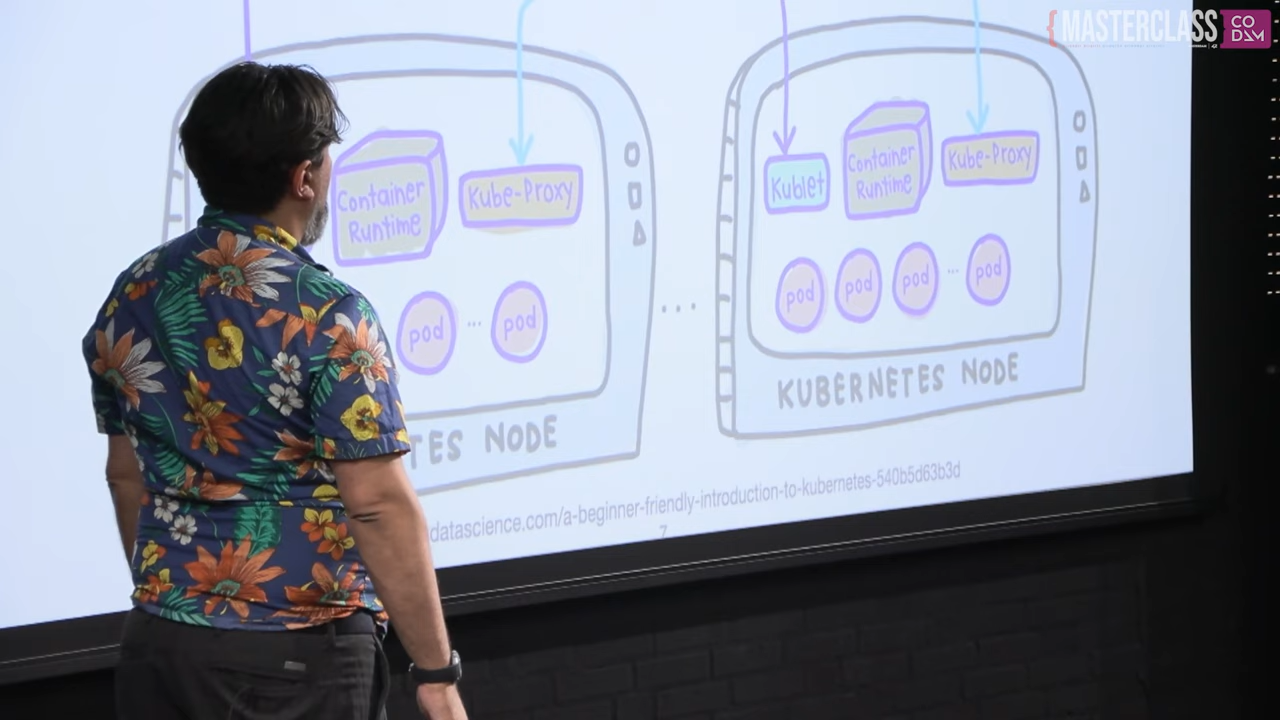 { MASTERCLASS
CO
D/M
Container
Runtime
Kube-Proxy
pod
...
pod
TES NODE
...
Kublet
Container
Runtime
Kube-Proxy
pod
pod
pod
...
pod
KUBERNETES NODE
datascience.com/a-beginner-friendly-introduction-to-kubernetes-540b5d63b3d
7